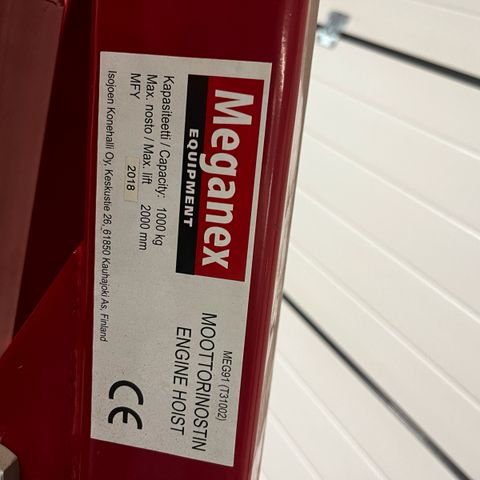 Meganex
EQUIPMENT
MEG91 (T31002)
MOOTTORINOSTIN
ENGINE HOIST
Kapasiteetti / Capacity: 1000 kg
Max. nosto / Max. lift 2000 mm
MFY 2018
Isojoen Konehalli Oy, Keskustie 26, 61850 Kauhajoki As, Finland
CE